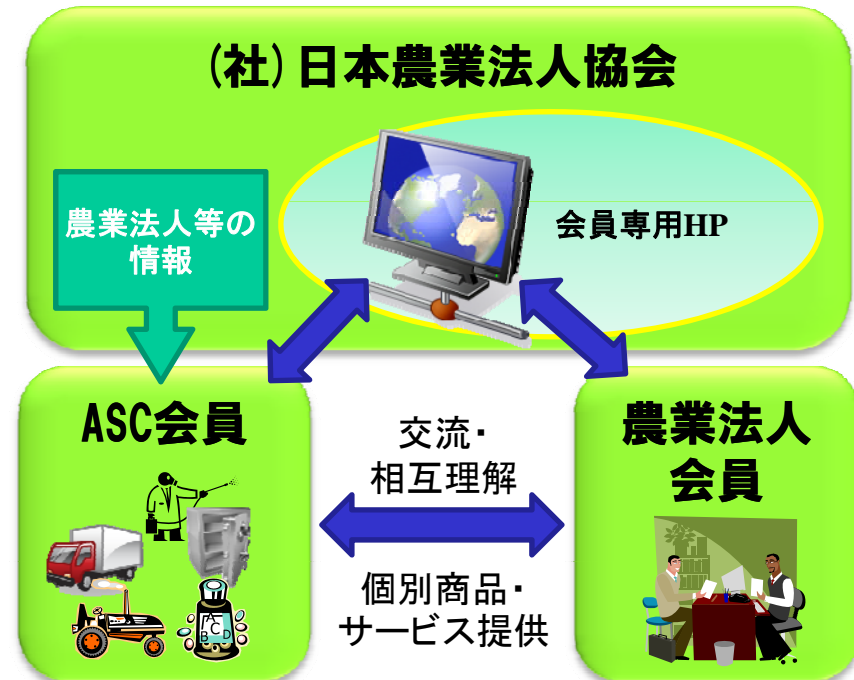 (社)日本農業法人協会
農業法人等の
情報
会員専用HP
ASC会員
交流・
相互理解
個別商品・
サービス提供
農業法人
会員
A
C
B D